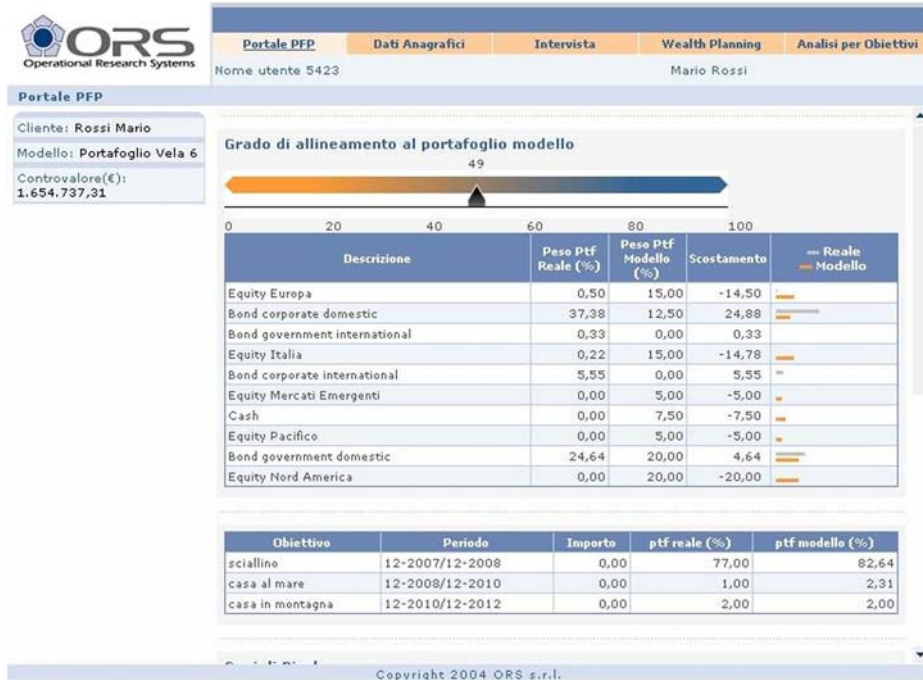 ORS
Operational Research Systems
Portale PFP Dati Anagrafici Intervista Wealth Planning Analisi per Obiettivi
Nome utente 5423 Mario Rossi
Portale PFP
Cliente: Rossi Mario
Modello: Portafoglio Vela 6
Controvalore(€):
1.654.737,31
Grado di allineamento al portafoglio modello
49
0 20 40 60 80 100
Descrizione Peso Ptf Reale (%) Peso Ptf Modello (%) Scostamento Reale Modello
Equity Europa 0,50 15,00 -14,50
Bond corporate domestic 37,38 12,50 24,88
Bond government international 0,33 0,00 0,33
Equity Italia 0,22 15,00 -14,78
Bond corporate international 5,55 0,00 5,55
Equity Mercati Emergenti 0,00 5,00 -5,00
Cash 0,00 7,50 -7,50
Equity Pacifico 0,00 5,00 -5,00
Bond government domestic 24,64 20,00 4,64
Equity Nord America 0,00 20,00 -20,00
Obiettivo Periodo Importo ptf reale (%) ptf modello (%)
sciallino 12-2007/12-2008 0,00 77,00 82,64
casa al mare 12-2008/12-2010 0,00 1,00 2,31
casa in montagna 12-2010/12-2012 0,00 2,00 2,00
Copyright 2004 ORS s.r.l.